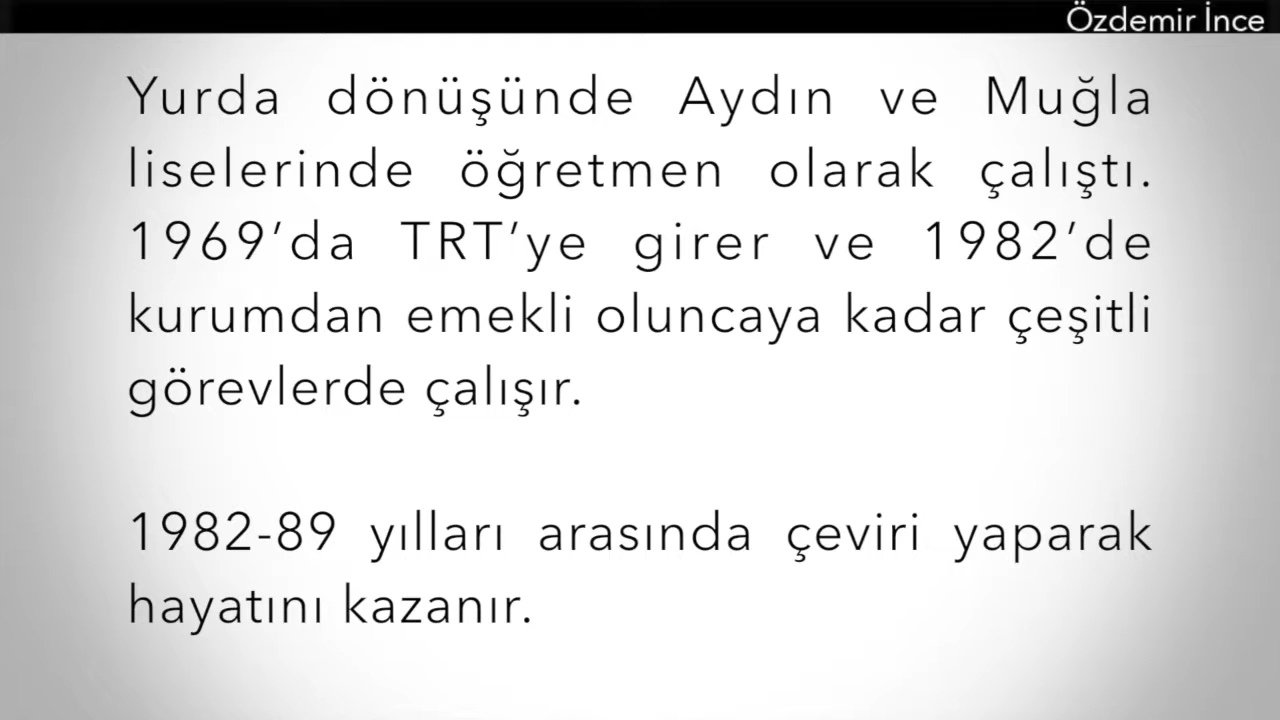 Özdemir İnce
Yurda dönüşünde Aydın ve Muğla
liselerinde öğretmen olarak çalıştı.
1969’da TRT’ye girer ve 1982’de
kurumdan emekli oluncaya kadar çeşitli
görevlerde çalışır.
1982-89 yılları arasında çeviri yaparak
hayatını kazanır.